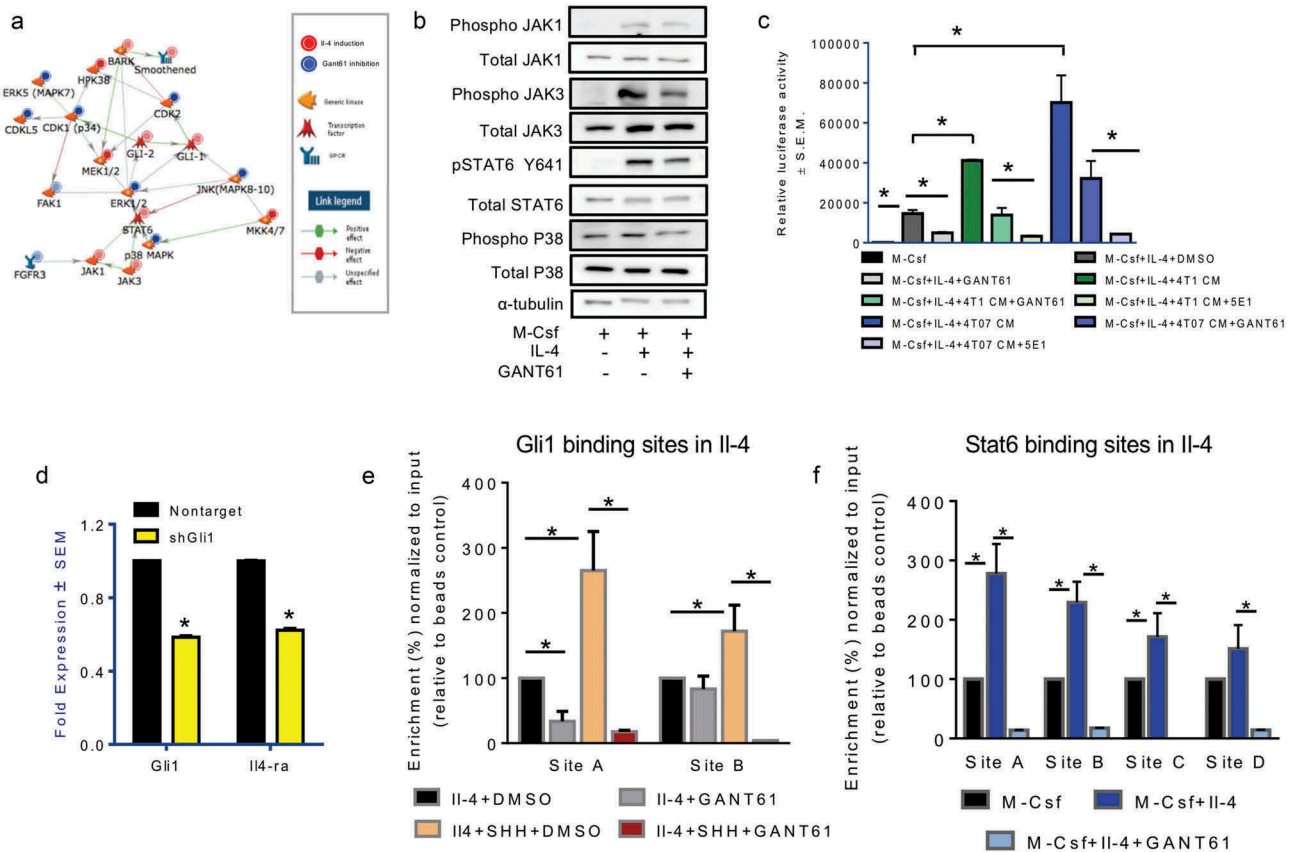 a
BARK
Smoothened
HPK38
ERK5 (MAPK7)
CDK2
CDKL5
CDK1 (p34)
GLI-2
GLI-1
MEK1/2
JNK(MAPK8-10)
FAK1
ERK1/2
STAT6
MKK4/7
p38 MAPK
FGFR3
JAK1
JAK3
Il-4 induction
Gant61 inhibition
Generic kinase
Transcription
factor
GPCR
Link legend
Positive
effect
Negative
effect
Unspecified
effect
b
Phospho JAK1
Total JAK1
Phospho JAK3
Total JAK3
pSTAT6 Y641
Total STAT6
Phospho P38
Total P38
α-tubulin
M-Csf + + +
IL-4 - + +
GANT61 - - +
c
Relative luciferase activity
± S.E.M.
100000
80000
60000
40000
20000
0
* * * * * *
M-Csf
M-Csf+IL-4+DMSO
M-Csf+IL-4+GANT61
M-Csf+IL-4+4T1 CM
M-Csf+IL-4+4T1 CM+GANT61
M-Csf+IL-4+4T1 CM+5E1
M-Csf+IL-4+4T07 CM
M-Csf+IL-4+4T07 CM+GANT61
M-Csf+IL-4+4T07 CM+5E1
d
Nontarget
shGli1
Fold Expression ± SEM
1.2
0.8
0.4
0.0
* *
Gli1 Il4-ra
e
Gli1 binding sites in Il-4
Enrichment (%) normalized to input
(relative to beads control)
400
300
200
100
0
* * * * *
Site A Site B
Il-4+DMSO
Il-4+GANT61
Il4+SHH+DMSO
Il-4+SHH+GANT61
f
Stat6 binding sites in Il-4
Enrichment (%) normalized to input
(relative to beads control)
400
300
200
100
0
* * * * * * *
Site A Site B Site C Site D
M-Csf
M-Csf+Il-4
M-Csf+Il-4+GANT61